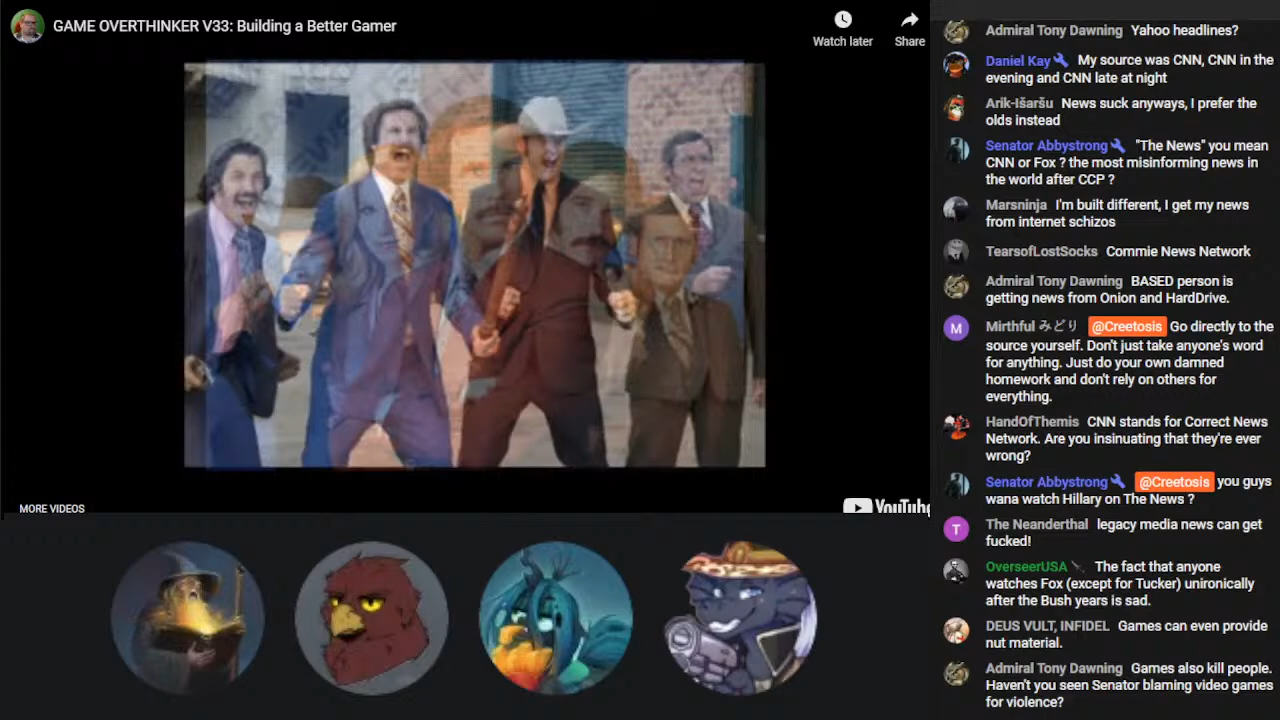 GAME OVERTHINKER V33: Building a Better Gamer
Watch later
Share
MORE VIDEOS
YouTube
Admiral Tony Dawning Yahoo headlines?
Daniel Kay My source was CNN, CNN in the
evening and CNN late at night
Arik-Išaršu News suck anyways, I prefer the
olds instead
Senator Abbystrong "The News" you mean
CNN or Fox ? the most misinforming news in
the world after CCP ?
Marsninja I'm built different, I get my news
from internet schizos
TearsofLostSocks Commie News Network
Admiral Tony Dawning BASED person is
getting news from Onion and HardDrive.
M
Mirthful みどり @Creetosis Go directly to the
source yourself. Don't just take anyone's word
for anything. Just do your own damned
homework and don't rely on others for
everything.
HandOfThemis CNN stands for Correct News
Network. Are you insinuating that they're ever
wrong?
Senator Abbystrong @Creetosis you guys
wana watch Hillary on The News ?
T
The Neanderthal legacy media news can get
fucked!
OverseerUSA The fact that anyone
watches Fox (except for Tucker) unironically
after the Bush years is sad.
DEUS VULT, INFIDEL Games can even provide
nut material.
Admiral Tony Dawning Games also kill people.
Haven't you seen Senator blaming video games
for violence?